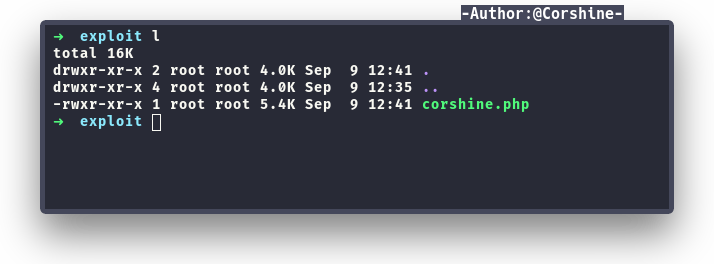 -Author:@Corshine-
➜  exploit l
total 16K
drwxr-xr-x 2 root root 4.0K Sep  9 12:41 .
drwxr-xr-x 4 root root 4.0K Sep  9 12:35 ..
-rwxr-xr-x 1 root root 5.4K Sep  9 12:41 corshine.php
➜  exploit